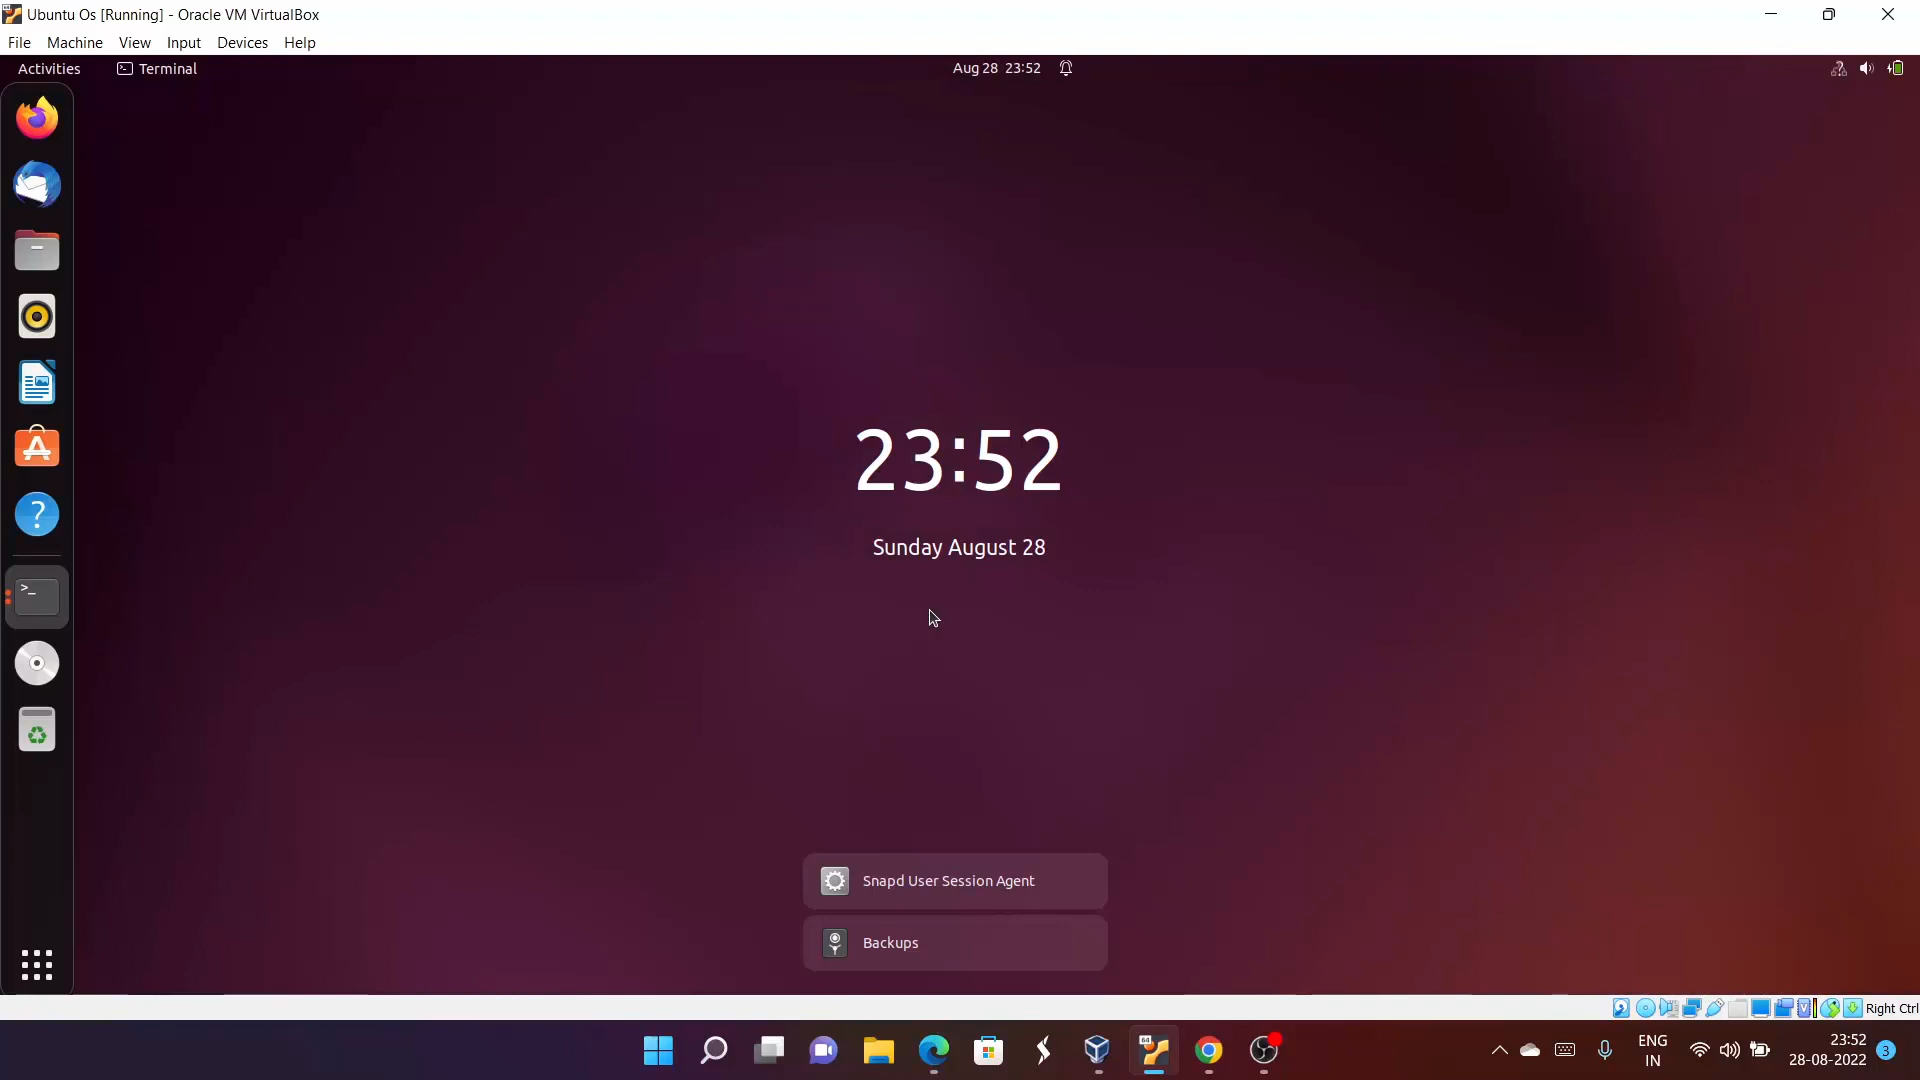 Ubuntu Os [Running] - Oracle VM VirtualBox
File Machine View Input Devices Help
Activities Terminal Aug 28 23:52
23:52
Sunday August 28
Snapd User Session Agent
Backups
Right Ctrl
ENG
IN
23:52
28-08-2022
3